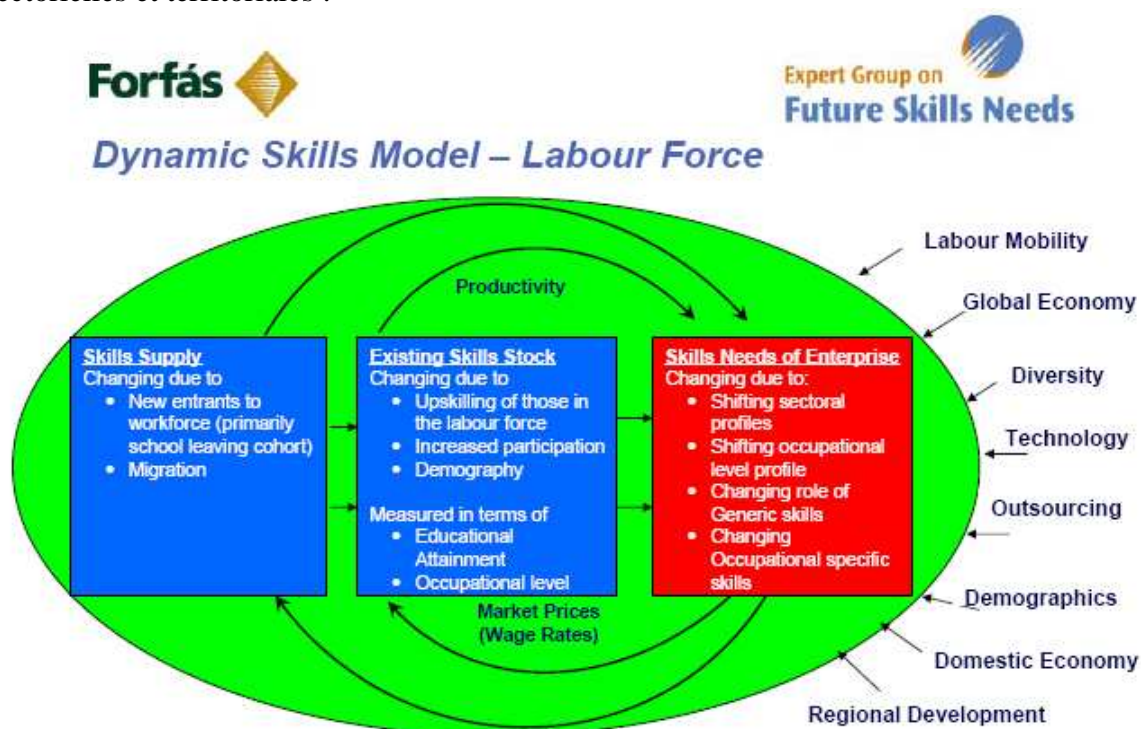 Forfás
Expert Group on
Future Skills Needs
Dynamic Skills Model – Labour Force
Labour Mobility
Global Economy
Diversity
Technology
Outsourcing
Demographics
Domestic Economy
Regional Development
Productivity
Skills Supply
Changing due to
• New entrants to
workforce (primarily
school leaving cohort)
• Migration
Existing Skills Stock
Changing due to
• Upskilling of those in
the labour force
• Increased participation
• Demography
Measured in terms of
• Educational
Attainment
• Occupational level
Skills Needs of Enterprise
Changing due to:
• Shifting sectoral
profiles
• Shifting occupational
level profile
• Changing role of
Generic skills
• Changing
Occupational specific
skills
Market Prices
(Wage Rates)